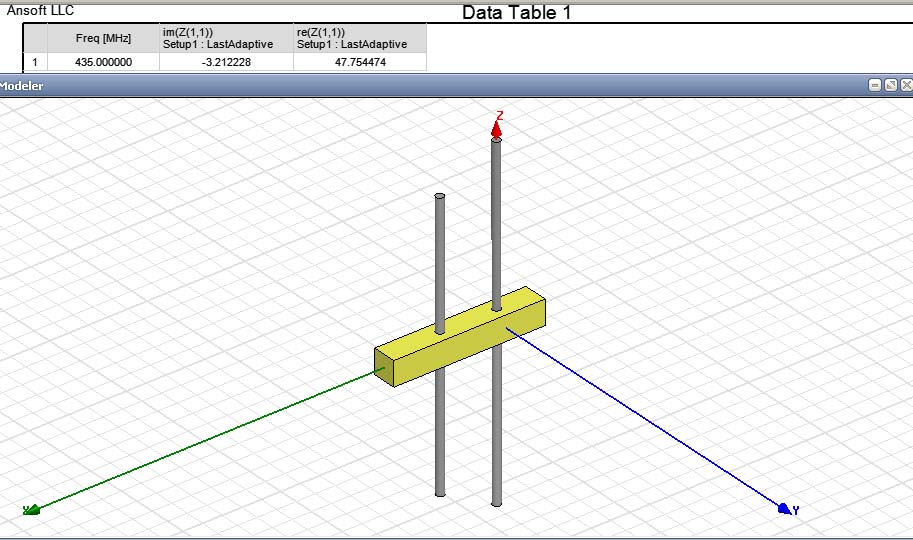 Ansoft LLC
Data Table 1
Freq [MHz]
im(Z(1,1))
Setup1 : LastAdaptive
re(Z(1,1))
Setup1 : LastAdaptive
1 435.000000 -3.212228 47.754474
Modeler
Z
Y